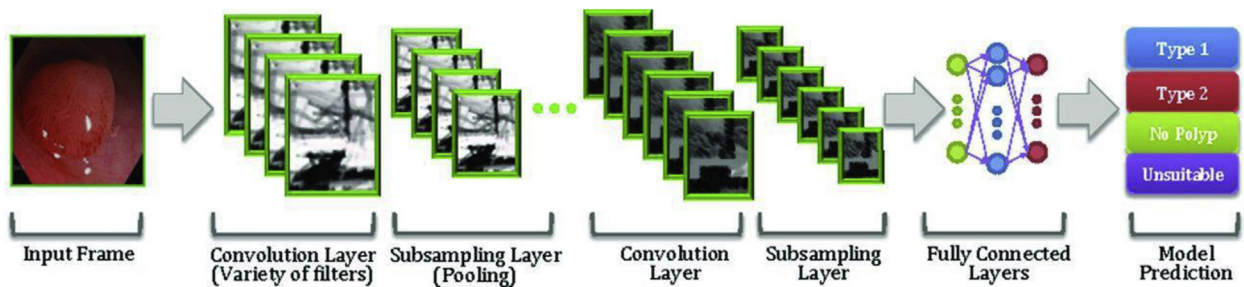 Type 1
Type 2
No Polyp
Unsuitable
Input Frame
Convolution Layer
(Variety of filters)
Subsampling Layer
(Pooling)
Convolution
Layer
Subsampling
Layer
Fully Connected
Layers
Model
Prediction